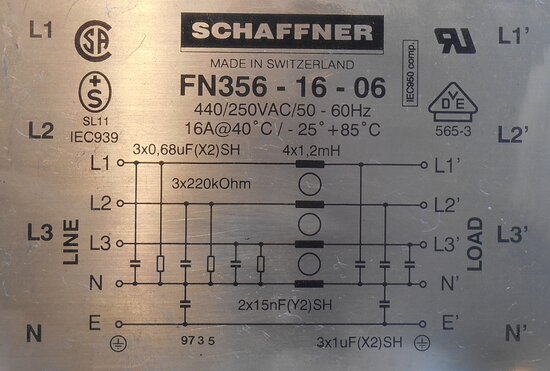 SCHAFFNER
MADE IN SWITZERLAND
FN356 - 16 - 06
440/250VAC/50 - 60Hz
16A@40°C / - 25°+85°C
CSA
+
S
SL11
IEC939
IEC950 comp.
VDE
565-3
L1
L2
L3
N
LINE
3x0,68uF(X2)SH
4x1,2mH
3x220kOhm
L1
L2
L3
N
E
2x15nF(Y2)SH
3x1uF(X2)SH
9735
L1'
L2'
L3'
N'
E'
LOAD
L1'
L2'
L3'
N'